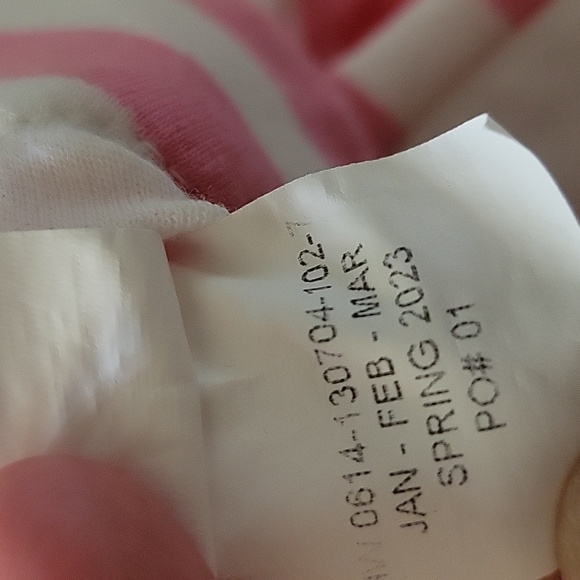 0614-130704-102-7
JAN - FEB - MAR
SPRING 2023
PO# 01